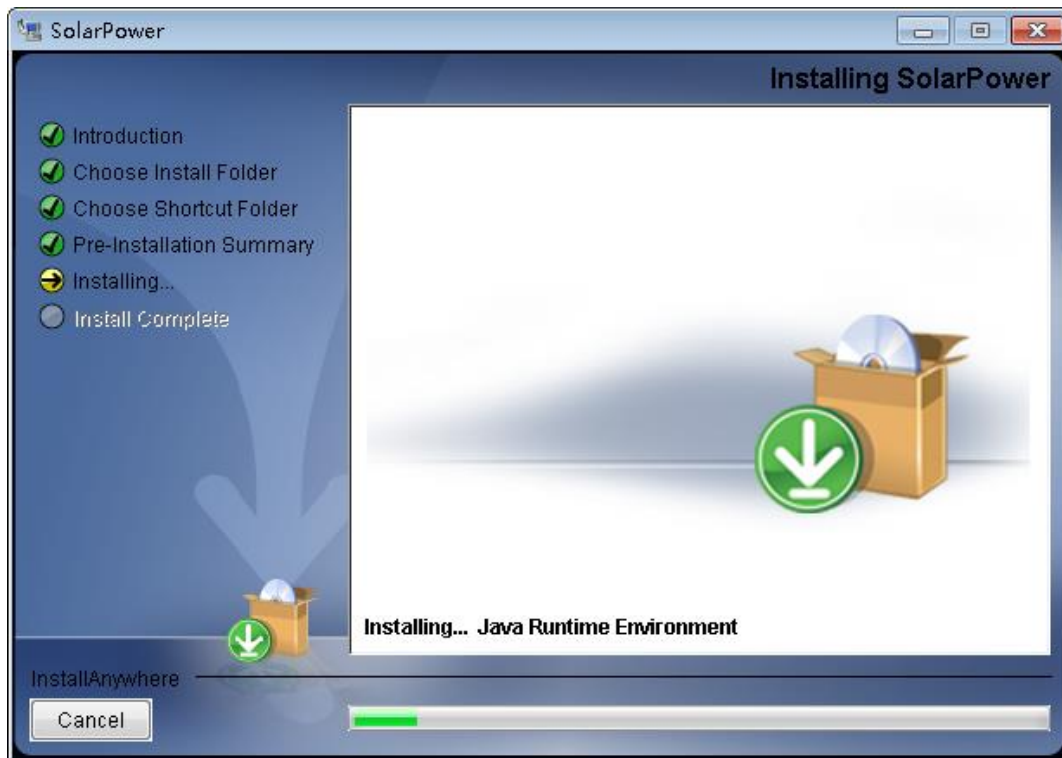 SolarPower
Installing SolarPower
Introduction
Choose Install Folder
Choose Shortcut Folder
Pre-Installation Summary
Installing...
Install Complete
Installing... Java Runtime Environment
InstallAnywhere
Cancel